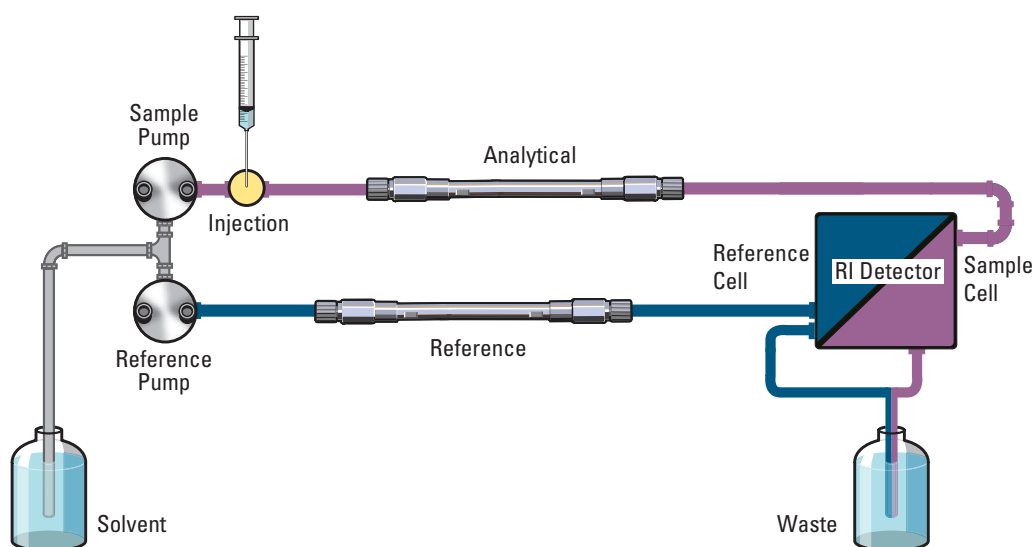 Sample
Pump
Injection
Analytical
Reference
Cell
RI Detector
Sample
Cell
Reference
Pump
Reference
Solvent
Waste